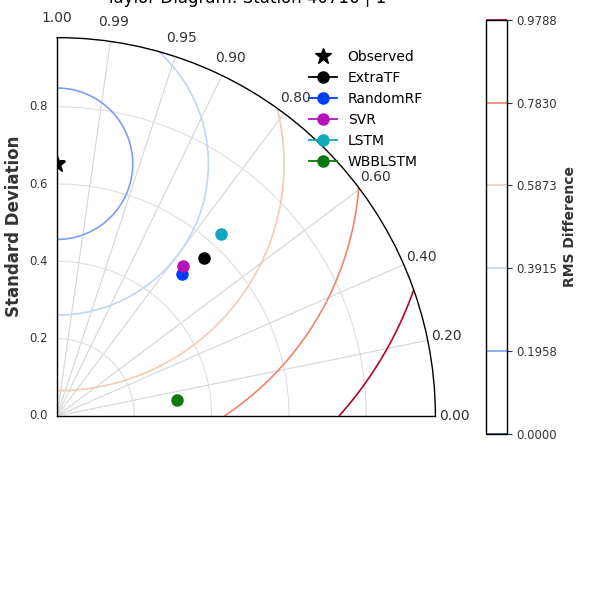 Taylor Diagram: Station 40716 | 1
1.00
0.99
0.95
0.90
0.80
0.60
0.40
0.20
0.00
Observed
ExtraTF
RandomRF
SVR
LSTM
WBBLSTM
Standard Deviation
0.8
0.6
0.4
0.2
0.0
0.9788
0.7830
0.5873
0.3915
0.1958
0.0000
RMS Difference